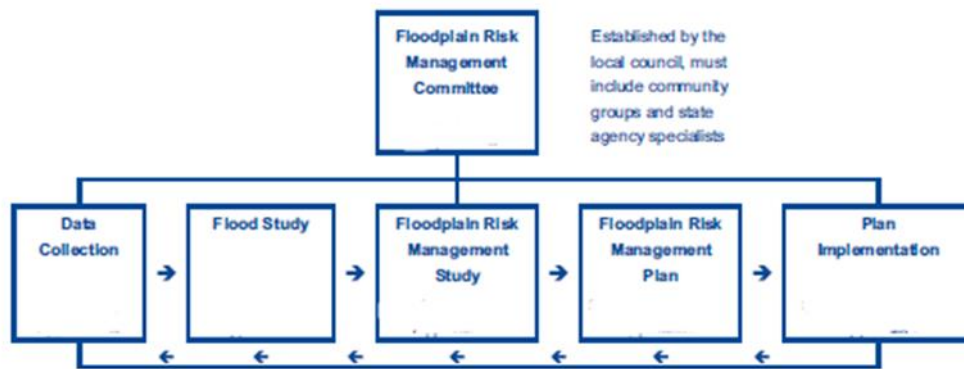 Floodplain Risk
Management
Committee
Established by the
local council, must
include community
groups and state
agency specialists
Data
Collection
Flood Study
Floodplain Risk
Management
Study
Floodplain Risk
Management
Plan
Plan
Implementation